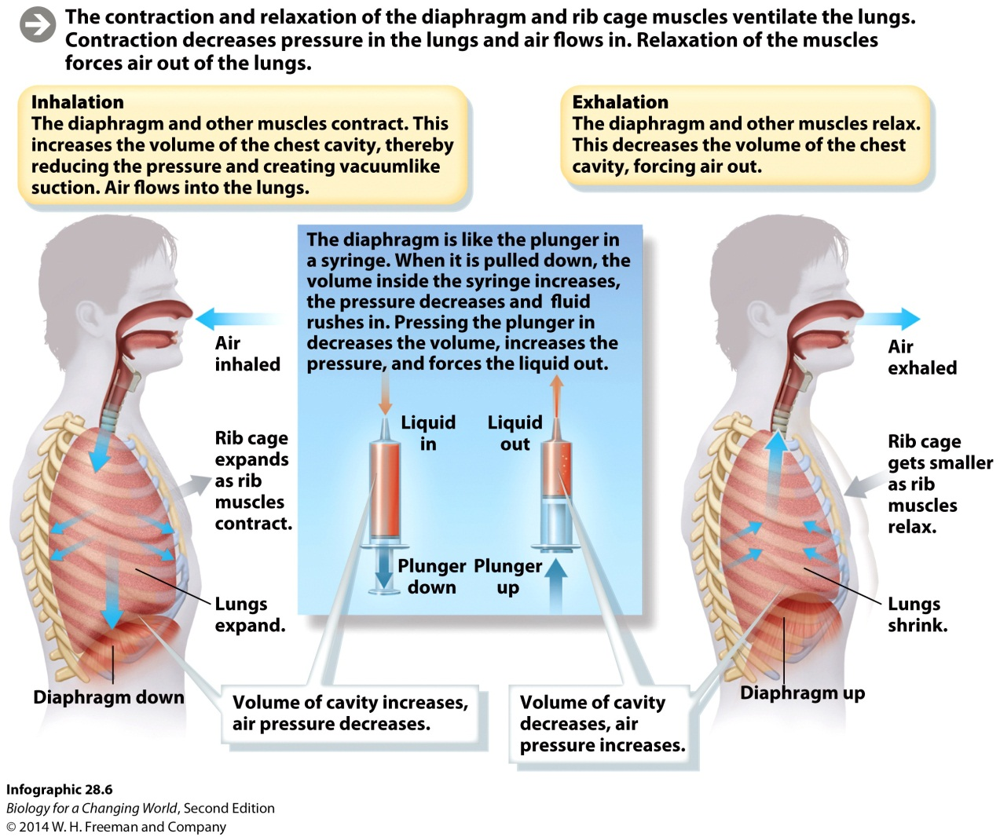 The contraction and relaxation of the diaphragm and rib cage muscles ventilate the lungs.
Contraction decreases pressure in the lungs and air flows in. Relaxation of the muscles
forces air out of the lungs.
Inhalation
The diaphragm and other muscles contract. This
increases the volume of the chest cavity, thereby
reducing the pressure and creating vacuumlike
suction. Air flows into the lungs.
Exhalation
The diaphragm and other muscles relax.
This decreases the volume of the chest
cavity, forcing air out.
The diaphragm is like the plunger in
a syringe. When it is pulled down, the
volume inside the syringe increases,
the pressure decreases and fluid
rushes in. Pressing the plunger in
decreases the volume, increases the
pressure, and forces the liquid out.
Air
inhaled
Rib cage
expands
as rib
muscles
contract.
Lungs
expand.
Diaphragm down
Liquid
in
Liquid
out
Plunger
down
Plunger
up
Volume of cavity increases,
air pressure decreases.
Volume of cavity
decreases, air
pressure increases.
Air
exhaled
Rib cage
gets smaller
as rib
muscles
relax.
Lungs
shrink.
Diaphragm up
Infographic 28.6
Biology for a Changing World, Second Edition
© 2014 W. H. Freeman and Company